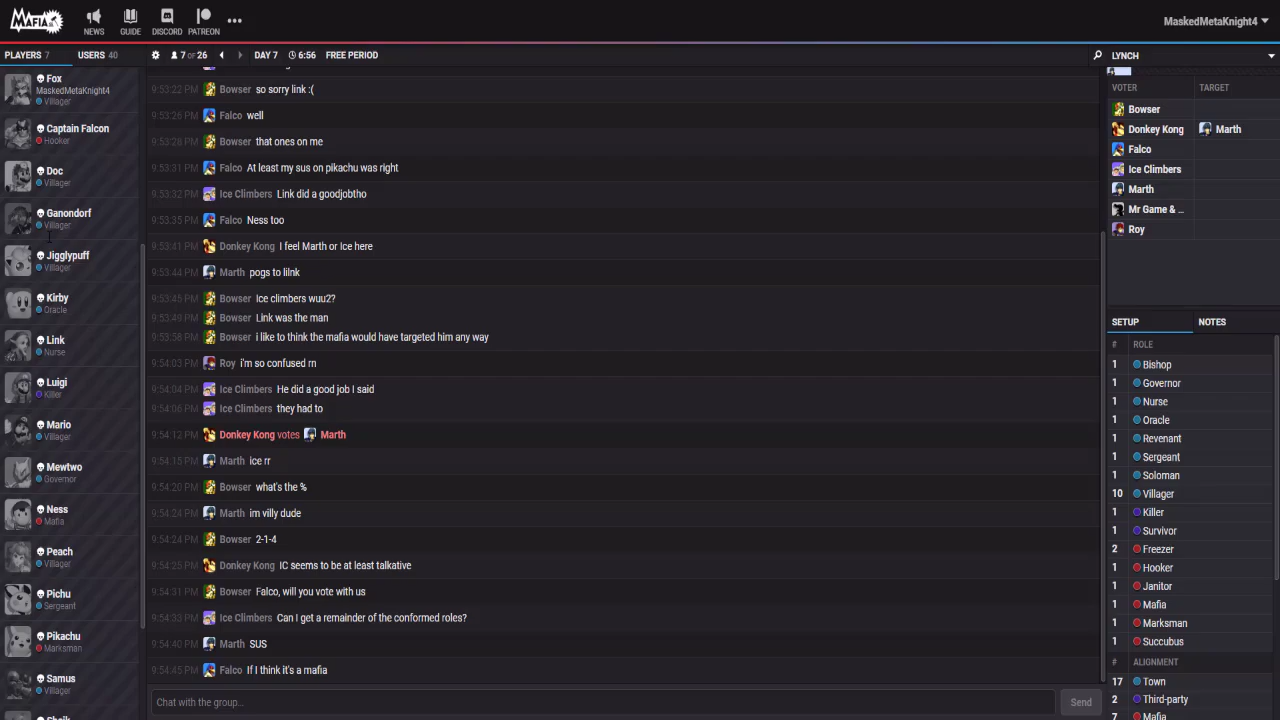 MAFIA
NEWS
GUIDE
DISCORD
PATREON
MaskedMetaKnight4
PLAYERS 7
USERS 40
7 of 26
DAY 7
6:56
FREE PERIOD
LYNCH
Fox
MaskedMetaKnight4
Villager
Captain Falcon
Hooker
Doc
Villager
Ganondorf
Villager
Jigglypuff
Villager
Kirby
Oracle
Link
Nurse
Luigi
Killer
Mario
Villager
Mewtwo
Governor
Ness
Mafia
Peach
Villager
Pichu
Sergeant
Pikachu
Marksman
Samus
Villager
Sheik
9:53:22 PM Bowser so sorry link :(
9:53:26 PM Falco well
9:53:28 PM Bowser that ones on me
9:53:31 PM Falco At least my sus on pikachu was right
9:53:32 PM Ice Climbers Link did a goodjobtho
9:53:35 PM Falco Ness too
9:53:41 PM Donkey Kong I feel Marth or Ice here
9:53:44 PM Marth pogs to lilnk
9:53:45 PM Bowser Ice climbers wuu2?
9:53:49 PM Bowser Link was the man
9:53:56 PM Bowser i like to think the mafia would have targeted him any way
9:54:03 PM Roy i'm so confused rn
9:54:04 PM Ice Climbers He did a good job I said
9:54:06 PM Ice Climbers they had to
9:54:12 PM Donkey Kong votes Marth
9:54:15 PM Marth ice rr
9:54:20 PM Bowser what's the %
9:54:24 PM Marth im villy dude
9:54:24 PM Bowser 2-1-4
9:54:25 PM Donkey Kong IC seems to be at least talkative
9:54:31 PM Bowser Falco, will you vote with us
9:54:33 PM Ice Climbers Can I get a remainder of the conformed roles?
9:54:40 PM Marth SUS
9:54:45 PM Falco If I think it's a mafia
Chat with the group...
Send
VOTER TARGET
Bowser
Donkey Kong Marth
Falco
Ice Climbers
Marth
Mr Game & ...
Roy
SETUP NOTES
# ROLE
1 Bishop
1 Governor
1 Nurse
1 Oracle
1 Revenant
1 Sergeant
1 Soloman
10 Villager
1 Killer
1 Survivor
2 Freezer
1 Hooker
1 Janitor
1 Mafia
1 Marksman
1 Succubus
# ALIGNMENT
17 Town
2 Third-party
7 Mafia